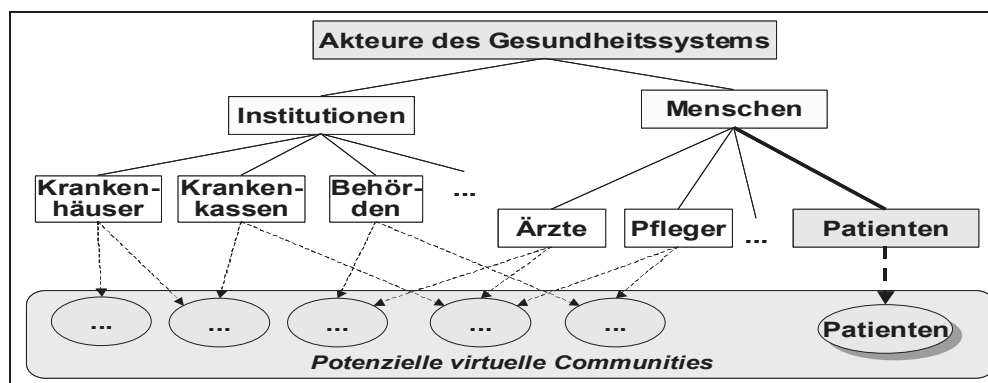 Akteure des Gesundheitssystems
Institutionen
Menschen
Kranken-
häuser
Kranken-
kassen
Behör-
den
...
Ärzte
Pfleger
...
Patienten
...
...
...
...
...
Patienten
Potenzielle virtuelle Communities